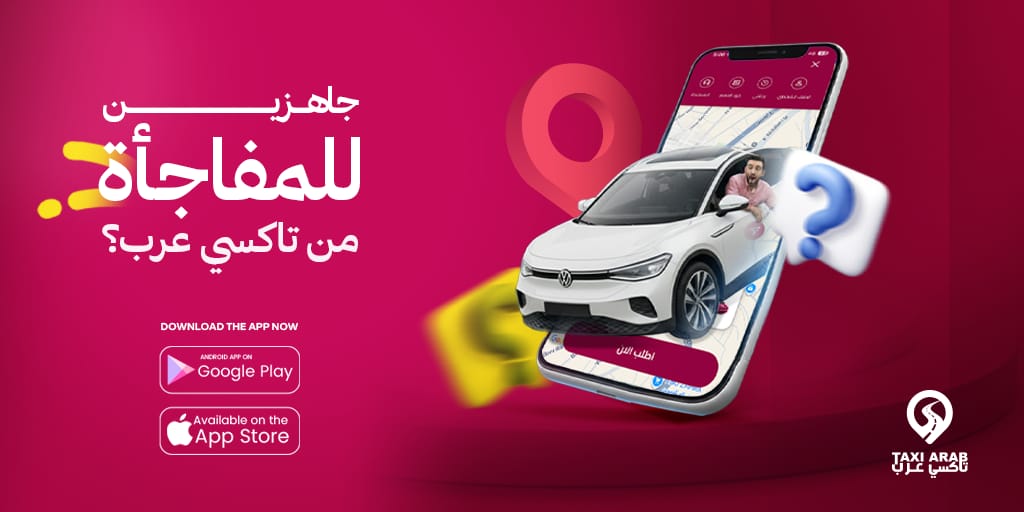 جاهزين
للمفاجأة
من تاكسي عرب؟
DOWNLOAD THE APP NOW
ANDROID APP ON
Google Play
Available on the
App Store
?
اطلب الان
TAXI ARAB
تاكسي عرب